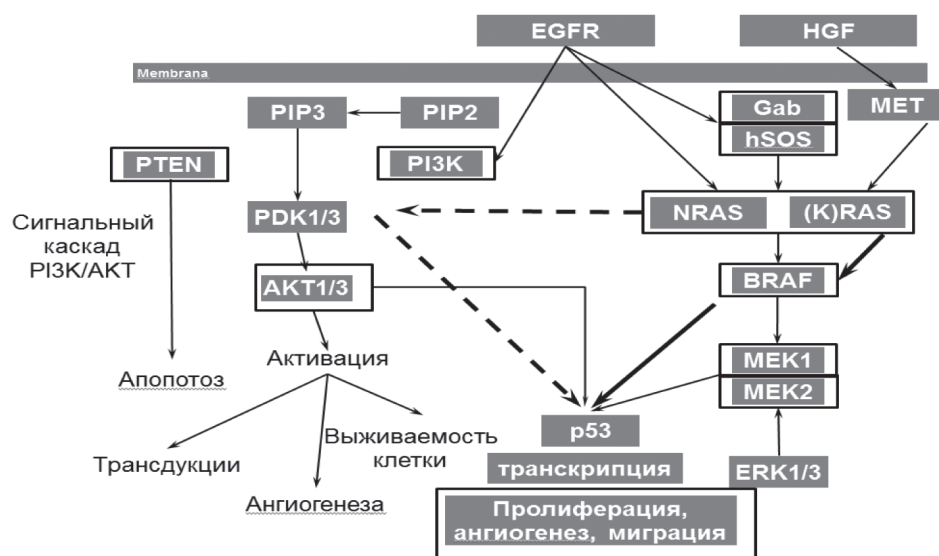 EGFR
HGF
Membrana
PIP3
PIP2
Gab
MET
hSOS
PTEN
PI3K
Сигнальный
каскад
PI3K/AKT
PDK1/3
NRAS
(K)RAS
AKT1/3
BRAF
Активация
MEK1
MEK2
Апопотоз
Трансдукции
Ангиогенеза
Выживаемость
клетки
p53
транскрипция
ERK1/3
Пролиферация,
ангиогенез, миграция